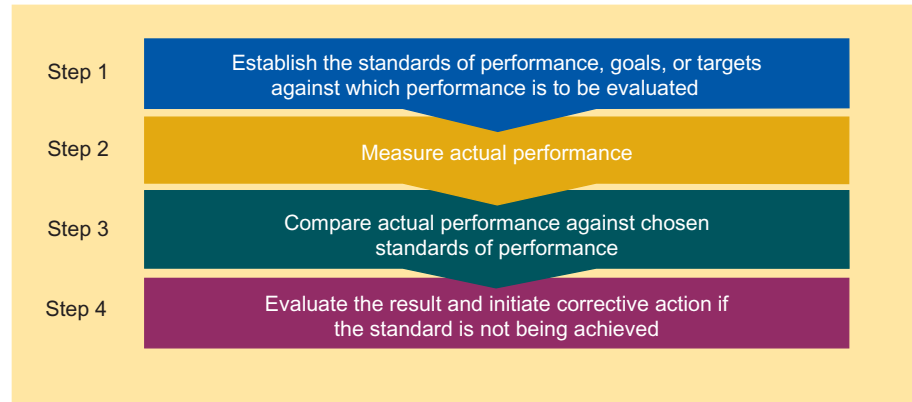 Step 1
Establish the standards of performance, goals, or targets
against which performance is to be evaluated
Step 2
Measure actual performance
Step 3
Compare actual performance against chosen
standards of performance
Step 4
Evaluate the result and initiate corrective action if
the standard is not being achieved